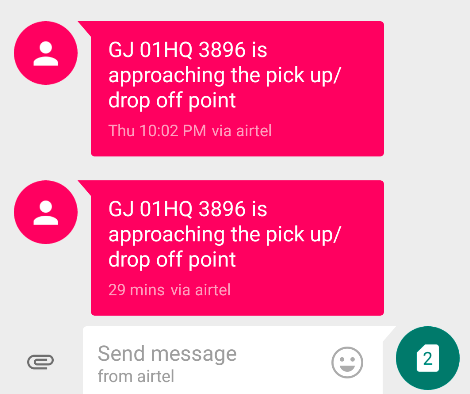 GJ 01HQ 3896 is
approaching the pick up/
drop off point
Thu 10:02 PM via airtel
GJ 01HQ 3896 is
approaching the pick up/
drop off point
29 mins via airtel
Send message
from airtel
2